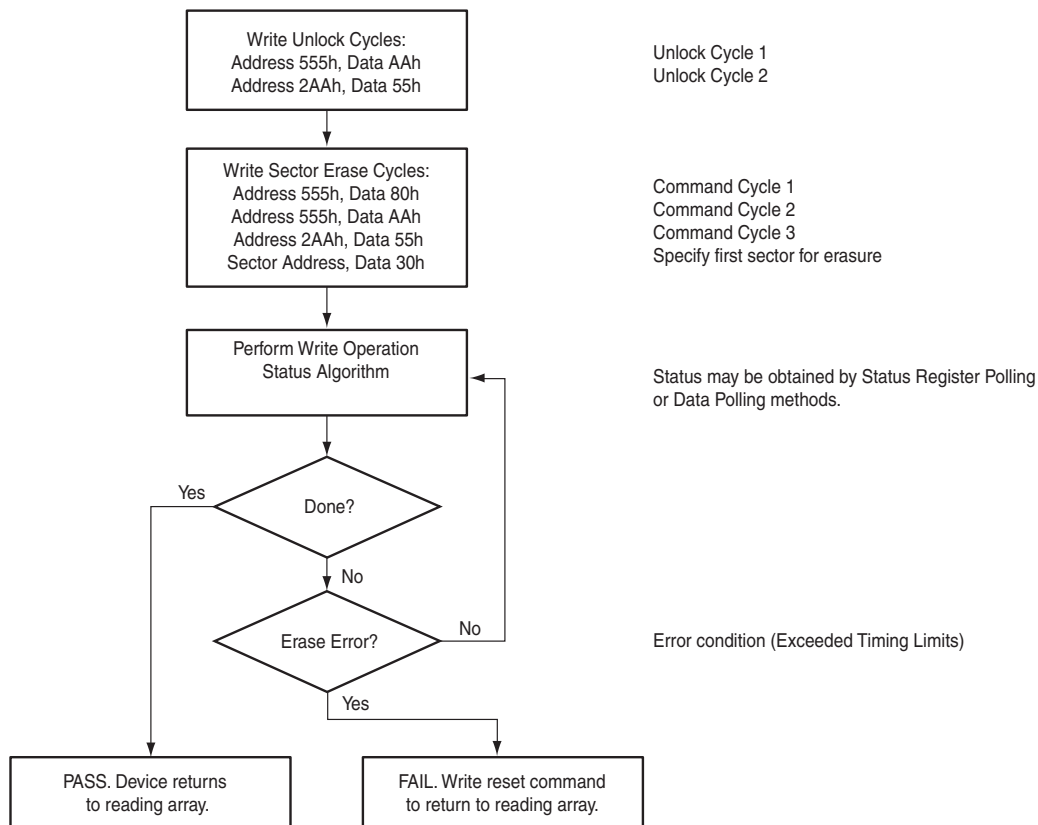 Write Unlock Cycles:
Address 555h, Data AAh
Address 2AAh, Data 55h
Unlock Cycle 1
Unlock Cycle 2
Write Sector Erase Cycles:
Address 555h, Data 80h
Address 555h, Data AAh
Address 2AAh, Data 55h
Sector Address, Data 30h
Command Cycle 1
Command Cycle 2
Command Cycle 3
Specify first sector for erasure
Perform Write Operation
Status Algorithm
Status may be obtained by Status Register Polling
or Data Polling methods.
Yes
Done?
No
Erase Error?
No
Error condition (Exceeded Timing Limits)
Yes
PASS. Device returns
to reading array.
FAIL. Write reset command
to return to reading array.